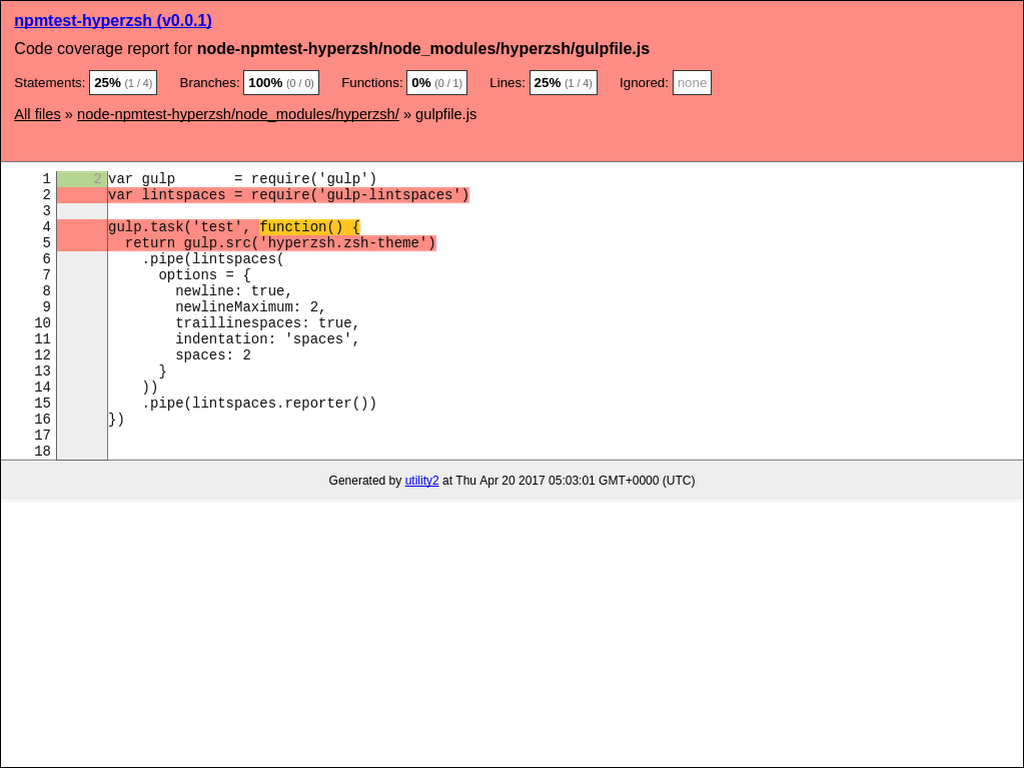 npmtest-hyperzsh (v0.0.1)
Code coverage report for node-npmtest-hyperzsh/node_modules/hyperzsh/gulpfile.js
Statements: 25% (1 / 4) Branches: 100% (0 / 0) Functions: 0% (0 / 1) Lines: 25% (1 / 4) Ignored: none
All files » node-npmtest-hyperzsh/node_modules/hyperzsh/ » gulpfile.js
1 2 var gulp       = require('gulp')
2 var lintspaces = require('gulp-lintspaces')
3
4 gulp.task('test', function() {
5   return gulp.src('hyperzsh.zsh-theme')
6     .pipe(lintspaces(
7       options = {
8         newline: true,
9         newlineMaximum: 2,
10         traillinespaces: true,
11         indentation: 'spaces',
12         spaces: 2
13       }
14     ))
15     .pipe(lintspaces.reporter())
16 })
17
18
Generated by utility2 at Thu Apr 20 2017 05:03:01 GMT+0000 (UTC)